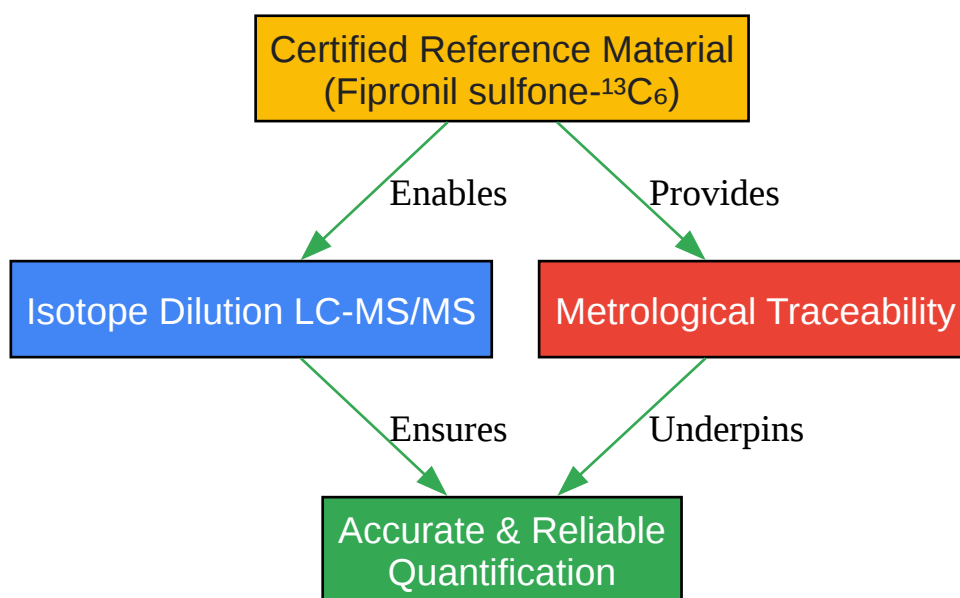 Certified Reference Material
(Fipronil sulfone-¹³C₆)
Enables
Provides
Isotope Dilution LC-MS/MS
Metrological Traceability
Ensures
Underpins
Accurate & Reliable
Quantification